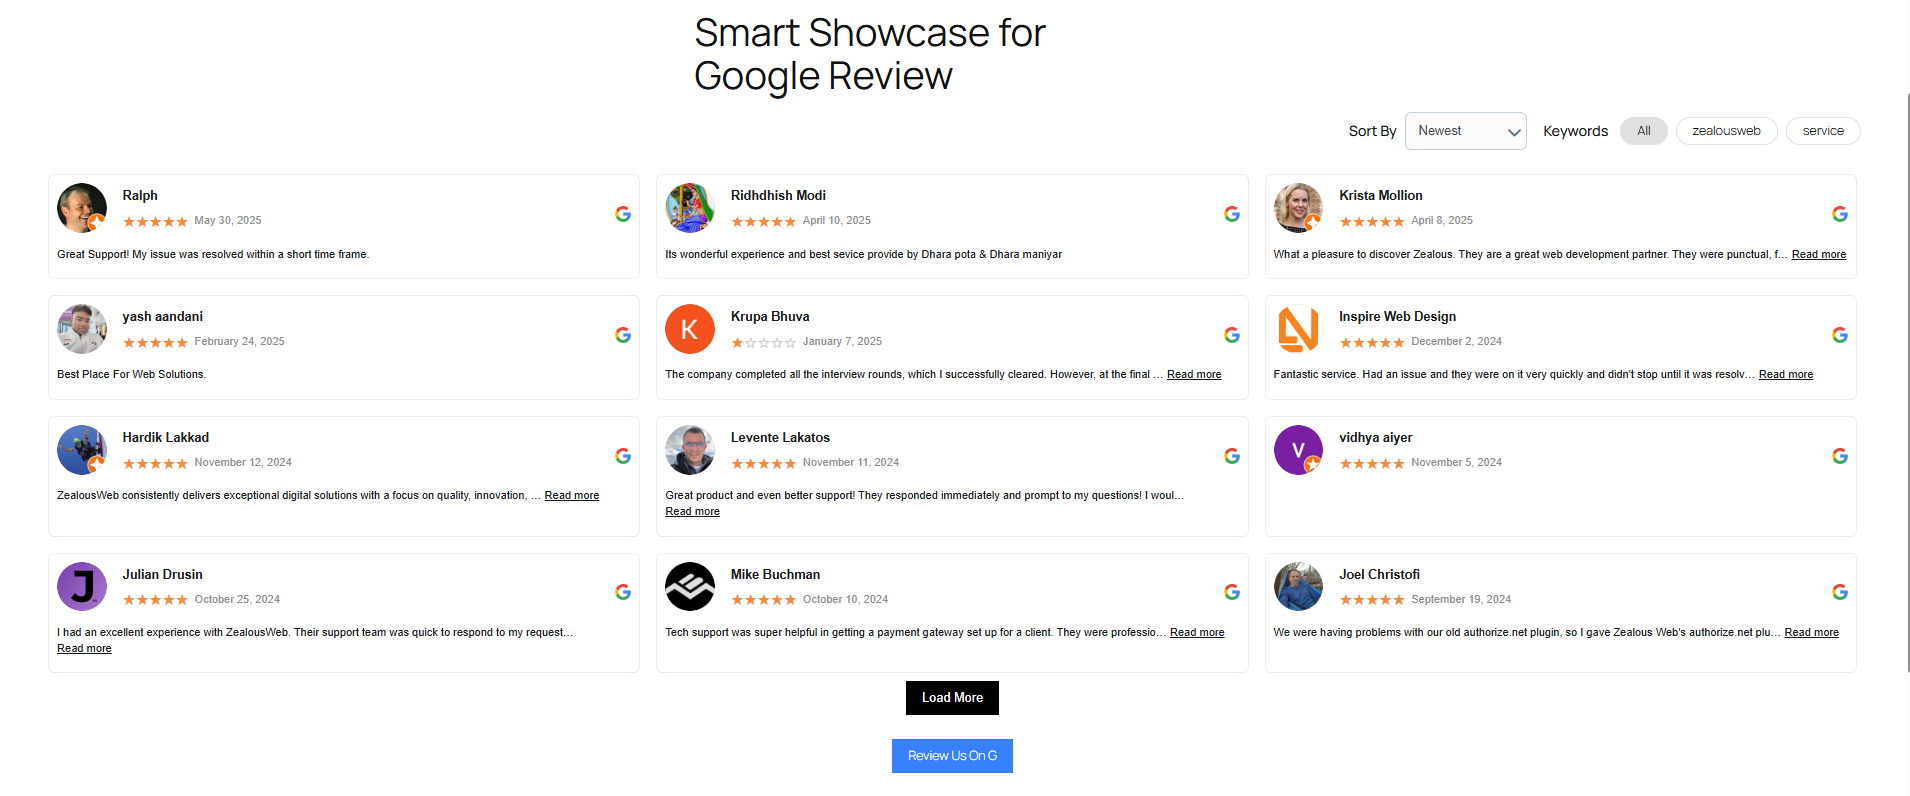 Smart Showcase for
Google Review
Sort By Newest Keywords All zealousweb service
Ralph
May 30, 2025
Great Support! My issue was resolved within a short time frame.
Ridhdhish Modi
April 10, 2025
Its wonderful experience and best sevice provide by Dhara pota & Dhara maniyar
Krista Mollion
April 8, 2025
What a pleasure to discover Zealous. They are a great web development partner. They were punctual, f... Read more
yash aandani
February 24, 2025
Best Place For Web Solutions.
K
Krupa Bhuva
January 7, 2025
The company completed all the interview rounds, which I successfully cleared. However, at the final ... Read more
Inspire Web Design
December 2, 2024
Fantastic service. Had an issue and they were on it very quickly and didn't stop until it was resolv... Read more
Hardik Lakkad
November 12, 2024
ZealousWeb consistently delivers exceptional digital solutions with a focus on quality, innovation, ... Read more
Levente Lakatos
November 11, 2024
Great product and even better support! They responded immediately and prompt to my questions! I woul...
Read more
V
vidhya aiyer
November 5, 2024
J
Julian Drusin
October 25, 2024
I had an excellent experience with ZealousWeb. Their support team was quick to respond to my request...
Read more
Mike Buchman
October 10, 2024
Tech support was super helpful in getting a payment gateway set up for a client. They were professio... Read more
Joel Christofi
September 19, 2024
We were having problems with our old authorize.net plugin, so I gave Zealous Web's authorize.net plu... Read more
Load More
Review Us On G